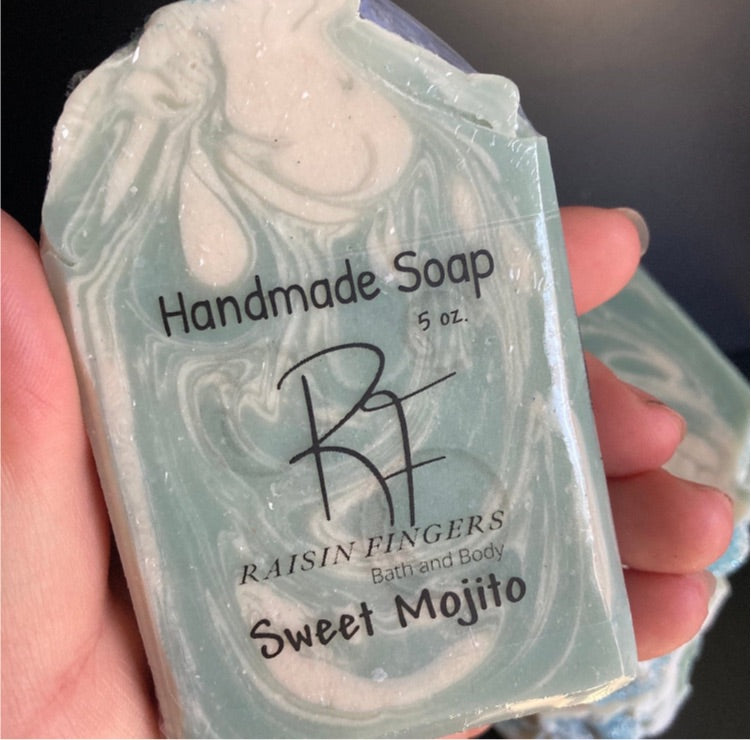 Handmade Soap
5 oz.
RF
RAISIN FINGERS
Bath and Body
Sweet Mojito